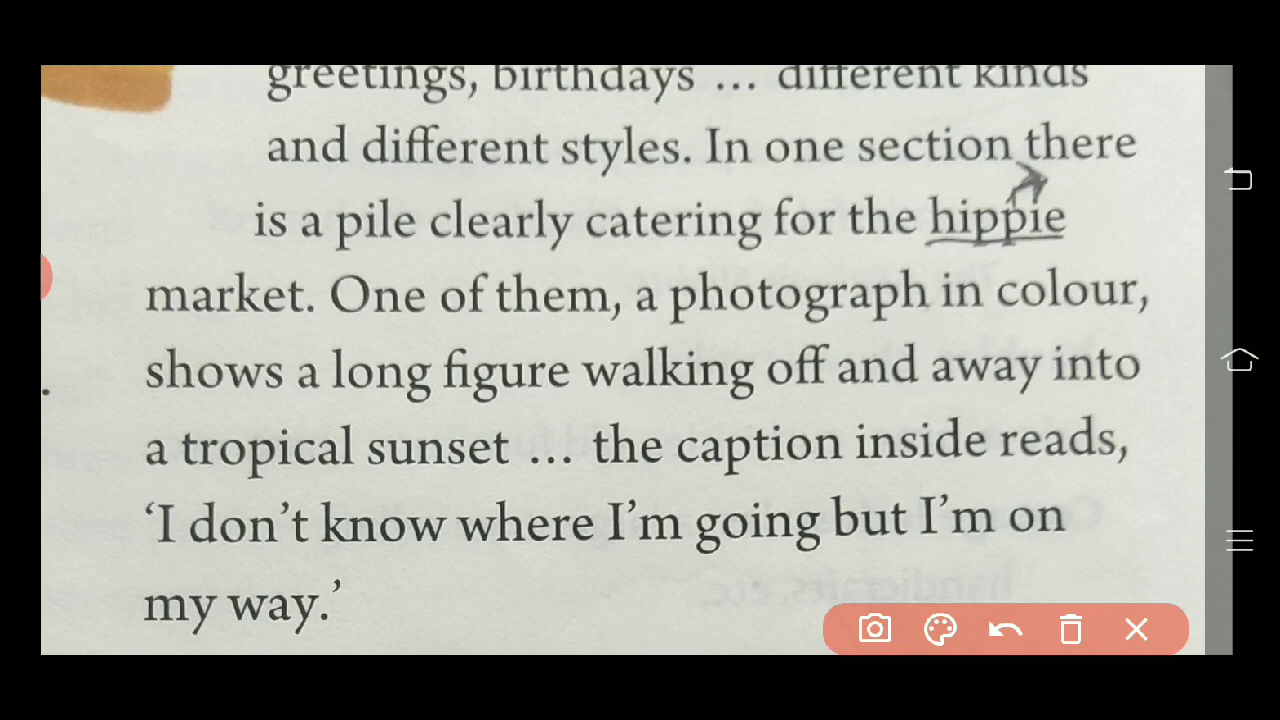 greetings, birthdays … different kinds
and different styles. In one section there
is a pile clearly catering for the hippie
market. One of them, a photograph in colour,
shows a long figure walking off and away into
a tropical sunset … the caption inside reads,
‘I don’t know where I’m going but I’m on
my way.’